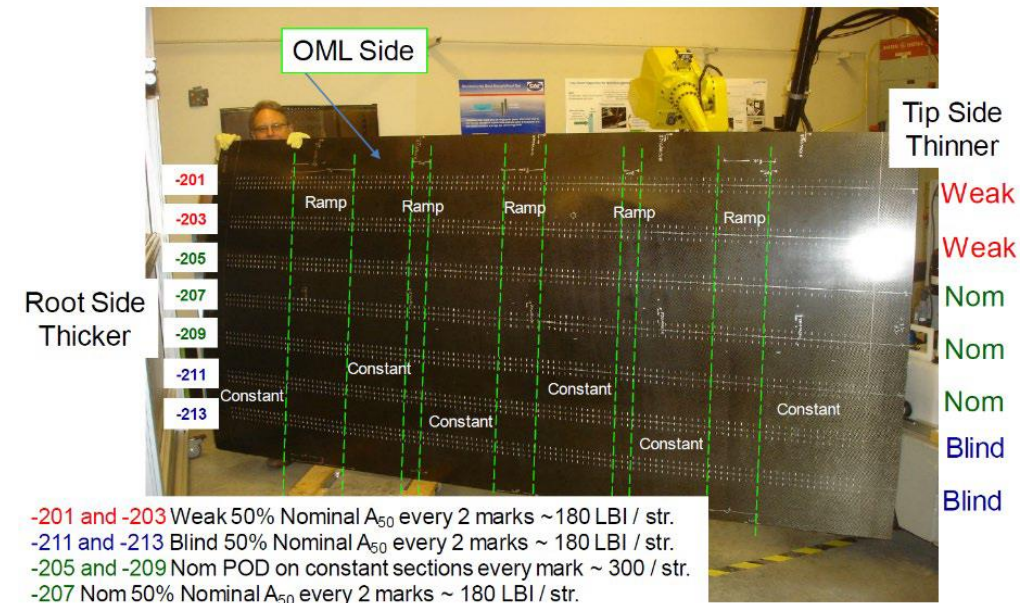 OML Side
Tip Side
Thinner
-201
Weak
Ramp
Ramp
Ramp
Ramp
Ramp
-203
Weak
-205
Nom
Root Side
Thicker
-207
Nom
-209
Nom
-211
Blind
-213
Blind
Constant
Constant
Constant
Constant
Constant
Constant
-201 and -203 Weak 50% Nominal A50 every 2 marks ~180 LBI / str.
-211 and -213 Blind 50% Nominal A50 every 2 marks ~ 180 LBI / str.
-205 and -209 Nom POD on constant sections every mark ~ 300 / str.
-207 Nom 50% Nominal A50 every 2 marks ~ 180 LBI / str.